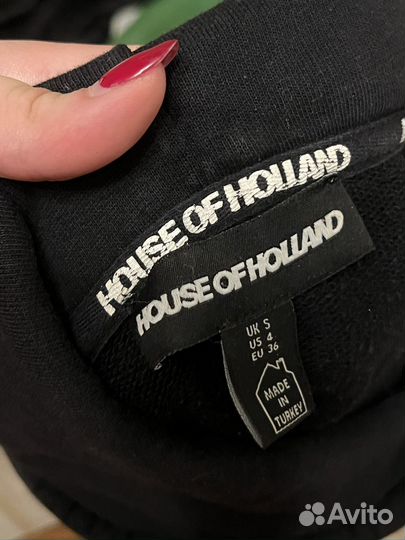 HOUSE OF HOLLAND
HOUSE OF HOLLAND
UK S
US 4
EU 36
MADE
IN
TURKEY
Avito